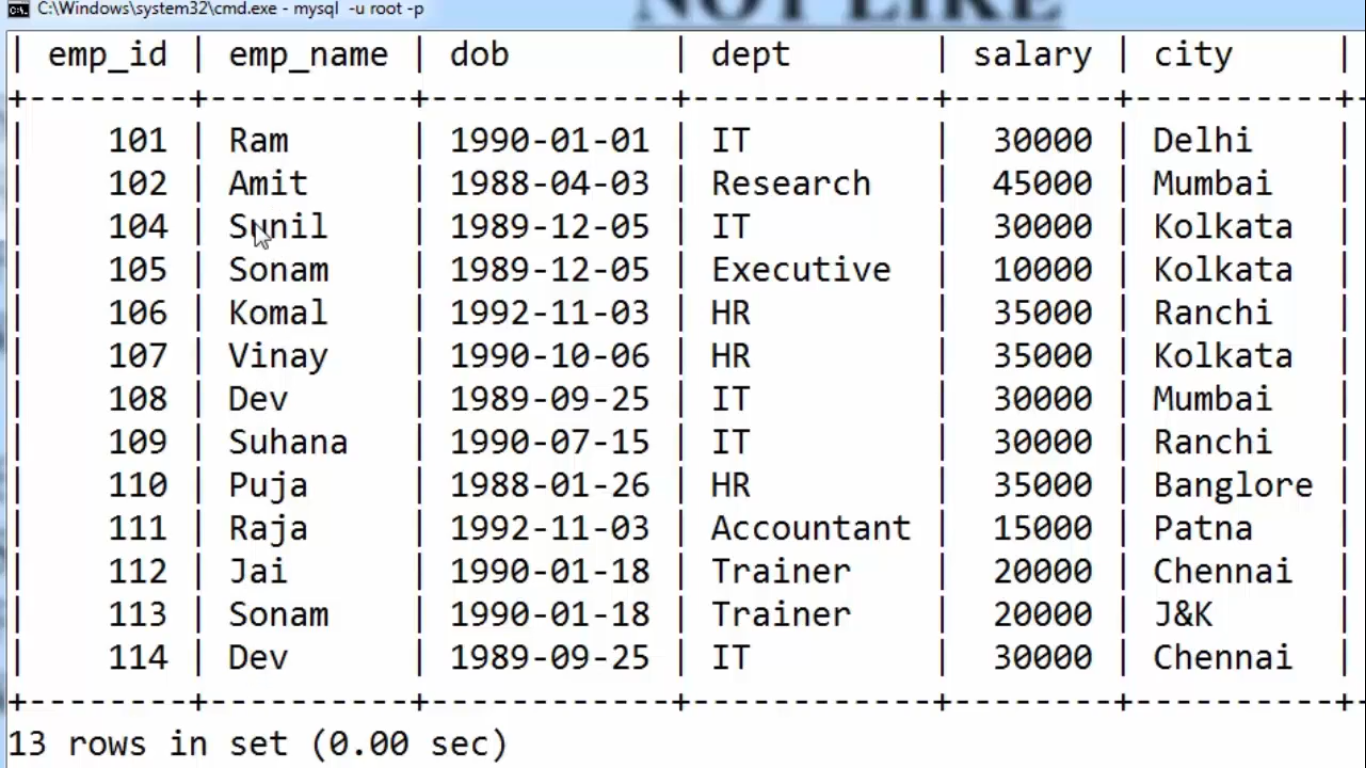 C:\Windows\system32\cmd.exe - mysql -u root -p
NOT LIKE
| emp_id | emp_name | dob | dept | salary | city |
+--------+----------+------------+------------+--------+----------+-
| 101 | Ram | 1990-01-01 | IT | 30000 | Delhi |
| 102 | Amit | 1988-04-03 | Research | 45000 | Mumbai |
| 104 | Sunil | 1989-12-05 | IT | 30000 | Kolkata |
| 105 | Sonam | 1989-12-05 | Executive | 10000 | Kolkata |
| 106 | Komal | 1992-11-03 | HR | 35000 | Ranchi |
| 107 | Vinay | 1990-10-06 | HR | 35000 | Kolkata |
| 108 | Dev | 1989-09-25 | IT | 30000 | Mumbai |
| 109 | Suhana | 1990-07-15 | IT | 30000 | Ranchi |
| 110 | Puja | 1988-01-26 | HR | 35000 | Banglore |
| 111 | Raja | 1992-11-03 | Accountant | 15000 | Patna |
| 112 | Jai | 1990-01-18 | Trainer | 20000 | Chennai |
| 113 | Sonam | 1990-01-18 | Trainer | 20000 | J&K |
| 114 | Dev | 1989-09-25 | IT | 30000 | Chennai |
+--------+----------+------------+------------+--------+----------+-
13 rows in set (0.00 sec)